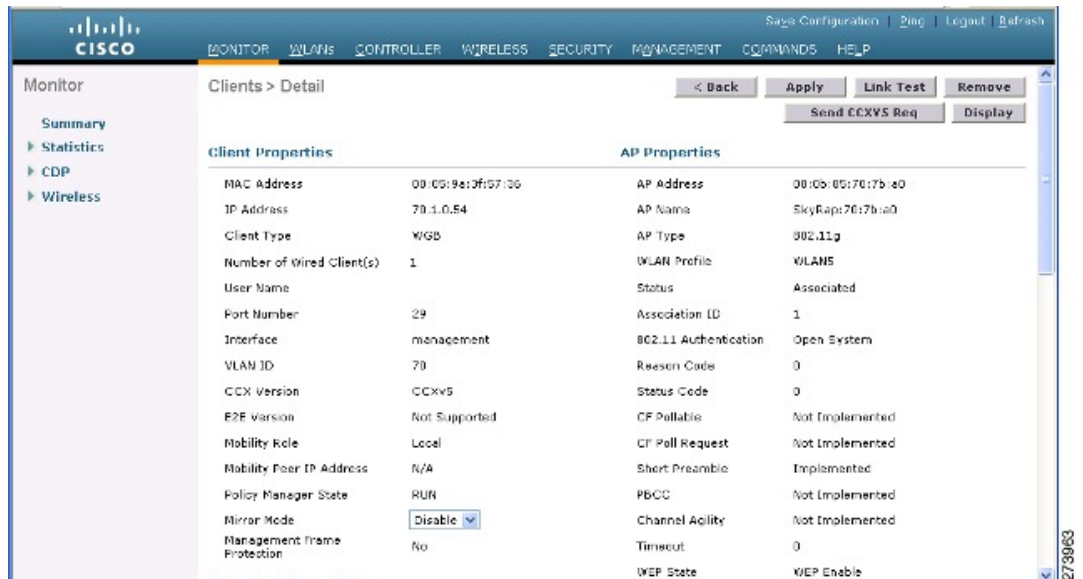 Save Configuration | Ping | Logout | Refresh
CISCO
MONITOR WLANs CONTROLLER WIRELESS SECURITY MANAGEMENT COMMANDS HELP
Monitor
Summary
Statistics
CDP
Wireless
Clients > Detail
< Back Apply Link Test Remove
Send CCXV5 Req Display
Client Properties
MAC Address 00:05:9a:3f:57:36
IP Address 70.1.0.54
Client Type WGB
Number of Wired Client(s) 1
User Name
Port Number 29
Interface management
VLAN ID 70
CCX Version CCXv5
E2E Version Not Supported
Mobility Role Local
Mobility Peer IP Address N/A
Policy Manager State RUN
Mirror Mode Disable
Management Frame
Protection No
AP Properties
AP Address 00:0b:85:70:7b:a0
AP Name SkyRap:70:7b:a0
AP Type 802.11g
WLAN Profile WLAN5
Status Associated
Association ID 1
802.11 Authentication Open System
Reason Code 0
Status Code 0
CF Pollable Not Implemented
CF Poll Request Not Implemented
Short Preamble Implemented
PBCC Not Implemented
Channel Agility Not Implemented
Timeout 0
WEP State WEP Enable
273963